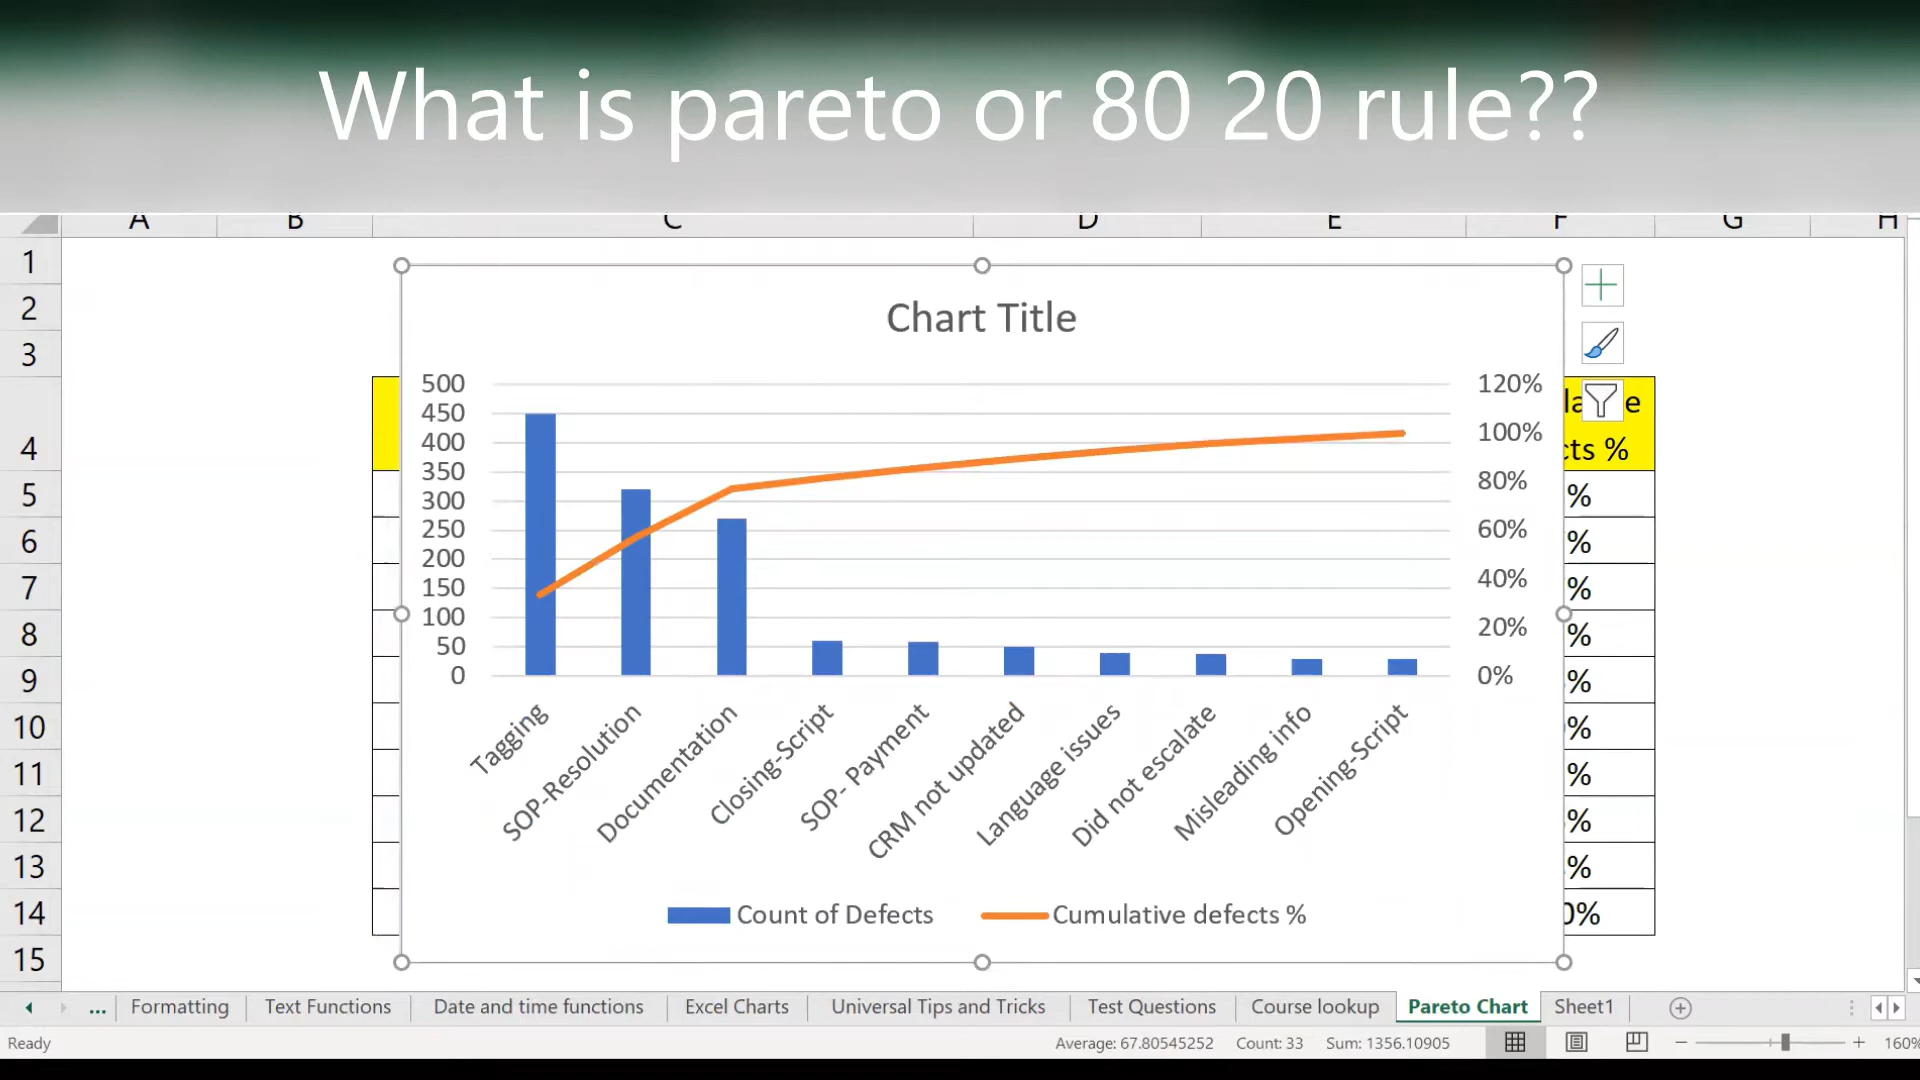 What is pareto or 80 20 rule??
A B C D E F G H
1
2
3
4
5
6
7
8
9
10
11
12
13
14
15
Chart Title
500
450
400
350
300
250
200
150
100
50
0
120%
100%
80%
60%
40%
20%
0%
Tagging
SOP-Resolution
Documentation
Closing-Script
SOP- Payment
CRM not updated
Language issues
Did not escalate
Misleading info
Opening-Script
Count of Defects Cumulative defects %
%
%
%
%
%
%
%
%
%
%
%
... Formatting Text Functions Date and time functions Excel Charts Universal Tips and Tricks Test Questions Course lookup Pareto Chart Sheet1
Ready Average: 67.80545252 Count: 33 Sum: 1356.10905 160%